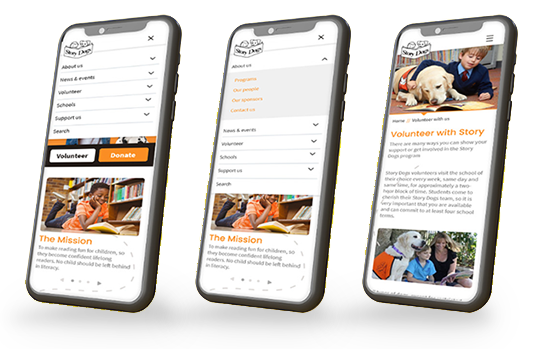 Story Dogs
About us
News & events
Volunteer
Schools
Support us
Search
Volunteer
Donate
The Mission
To make reading fun for children, so
they become confident lifelong
readers. No child should be left behind
in literacy.
Story Dogs
About us
Programs
Our people
Our sponsors
Contact us
News & events
Volunteer
Schools
Support us
Search
The Mission
To make reading fun for children, so
they become confident lifelong
readers. No child should be left behind
in literacy.
Story Dogs
Home
Volunteer with us
Volunteer with Story
There are many ways you can show your
support or get involved in the Story
Dogs program
Story Dogs volunteers visit the school of
their choice every week, same day and
same time, for approximately a two-
hour block of time. Students come to
cherish their Story Dogs team, so it is
very important that you are available
and can commit to at least four school
terms.